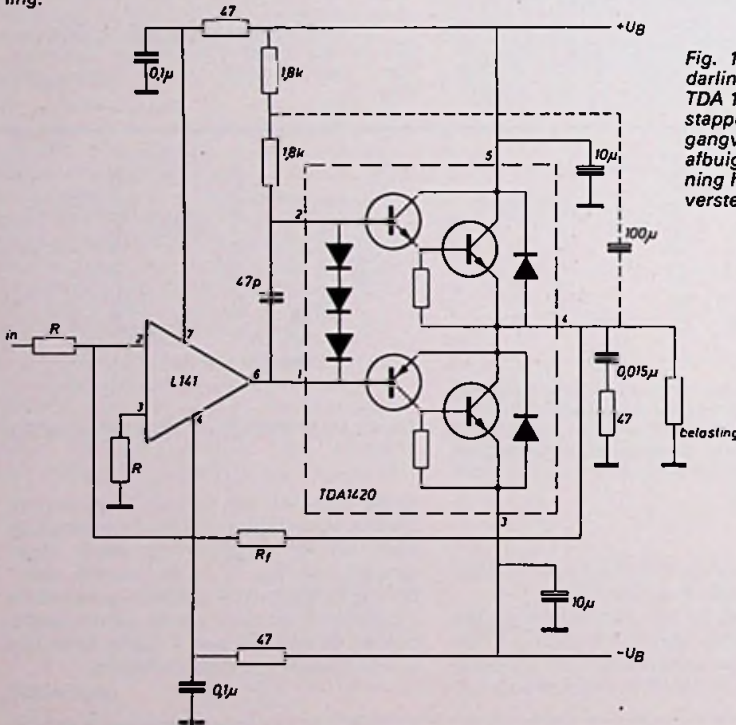 ling.
47
+UB
0,1µ
1,8k
Fig. 1
darlin
TDA 1
stapp
gangv
afbuig
ning h
verste
1,8k
5
10µ
2
100µ
47p
4
in
R
2
7
L141
6
1
3
4
0,015µ
R
47
belasting
TDA1420
3
Rf
10µ
47
-UB
0,1µ